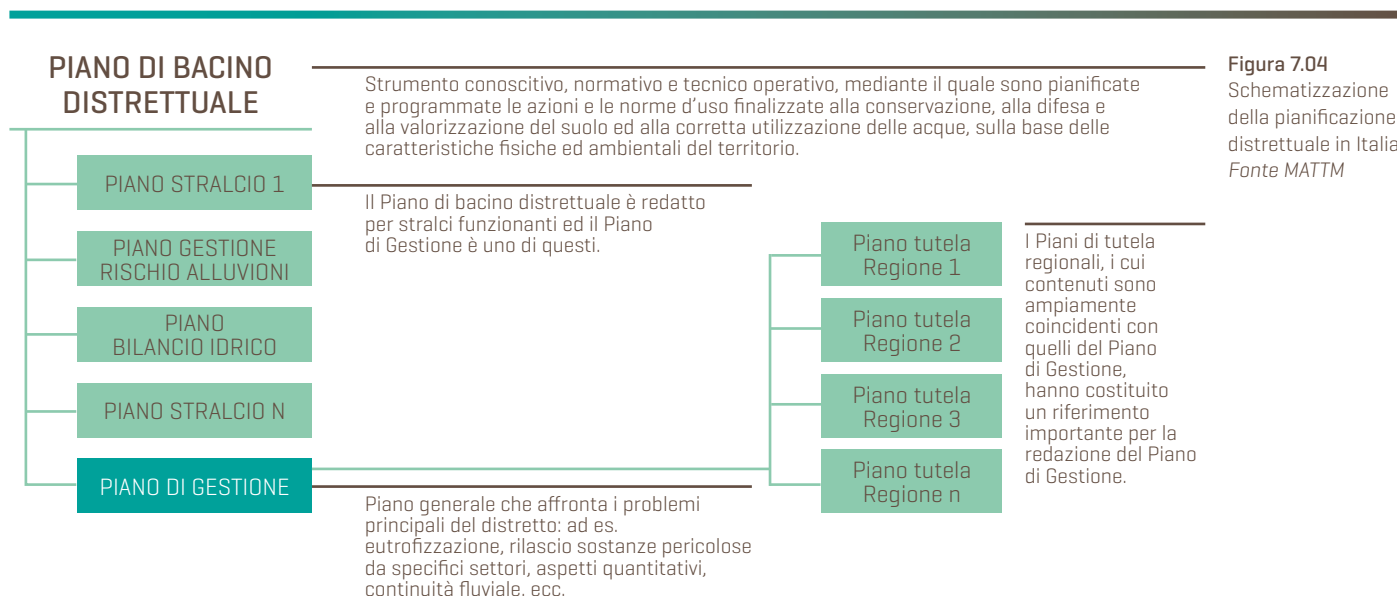 PIANO DI BACINO
DISTRETTUALE
Strumento conoscitivo, normativo e tecnico operativo, mediante il quale sono pianificate
e programmate le azioni e le norme d'uso finalizzate alla conservazione, alla difesa e
alla valorizzazione del suolo ed alla corretta utilizzazione delle acque, sulla base delle
caratteristiche fisiche ed ambientali del territorio.
Figura 7.04
Schematizzazione
della pianificazione
distrettuale in Italia
Fonte MATTM
PIANO STRALCIO 1
Il Piano di bacino distrettuale è redatto
per stralci funzionanti ed il Piano
di Gestione è uno di questi.
PIANO GESTIONE
RISCHIO ALLUVIONI
PIANO
BILANCIO IDRICO
PIANO STRALCIO N
PIANO DI GESTIONE
Piano generale che affronta i problemi
principali del distretto: ad es.
eutrofizzazione, rilascio sostanze pericolose
da specifici settori, aspetti quantitativi,
continuità fluviale, ecc.
Piano tutela
Regione 1
Piano tutela
Regione 2
Piano tutela
Regione 3
Piano tutela
Regione n
I Piani di tutela
regionali, i cui
contenuti sono
ampiamente
coincidenti con
quelli del Piano
di Gestione,
hanno costituito
un riferimento
importante per la
redazione del Piano
di Gestione.